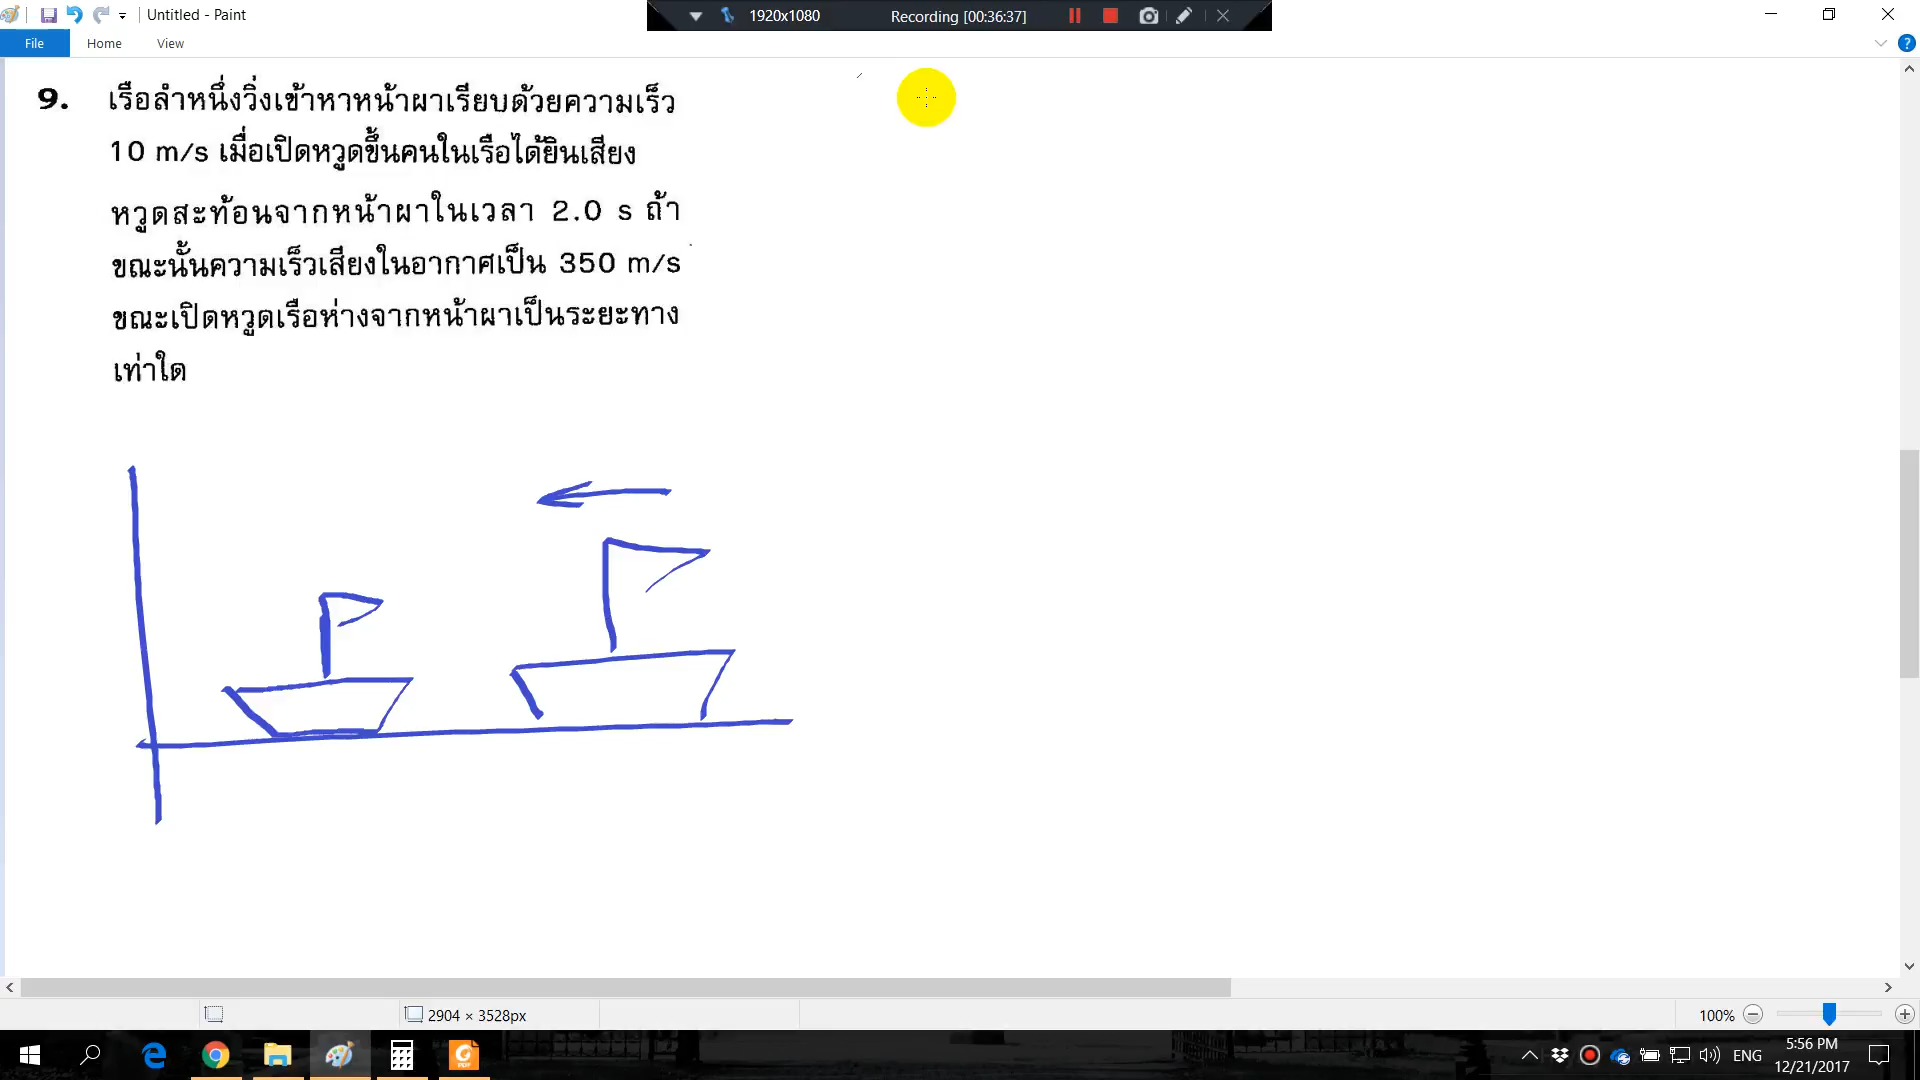 Untitled - Paint
1920x1080
Recording [00:36:37]
File
Home
View
9. เรือลำหนึ่งวิ่งเข้าหาหน้าผาเรียบด้วยความเร็ว
10 m/s เมื่อเปิดหวูดขึ้นคนในเรือได้ยินเสียง
หวูดสะท้อนจากหน้าผาในเวลา 2.0 s ถ้า
ขณะนั้นความเร็วเสียงในอากาศเป็น 350 m/s
ขณะเปิดหวูดเรือห่างจากหน้าผาเป็นระยะทาง
เท่าใด
2904 × 3528px
100%
ENG
5:56 PM
12/21/2017